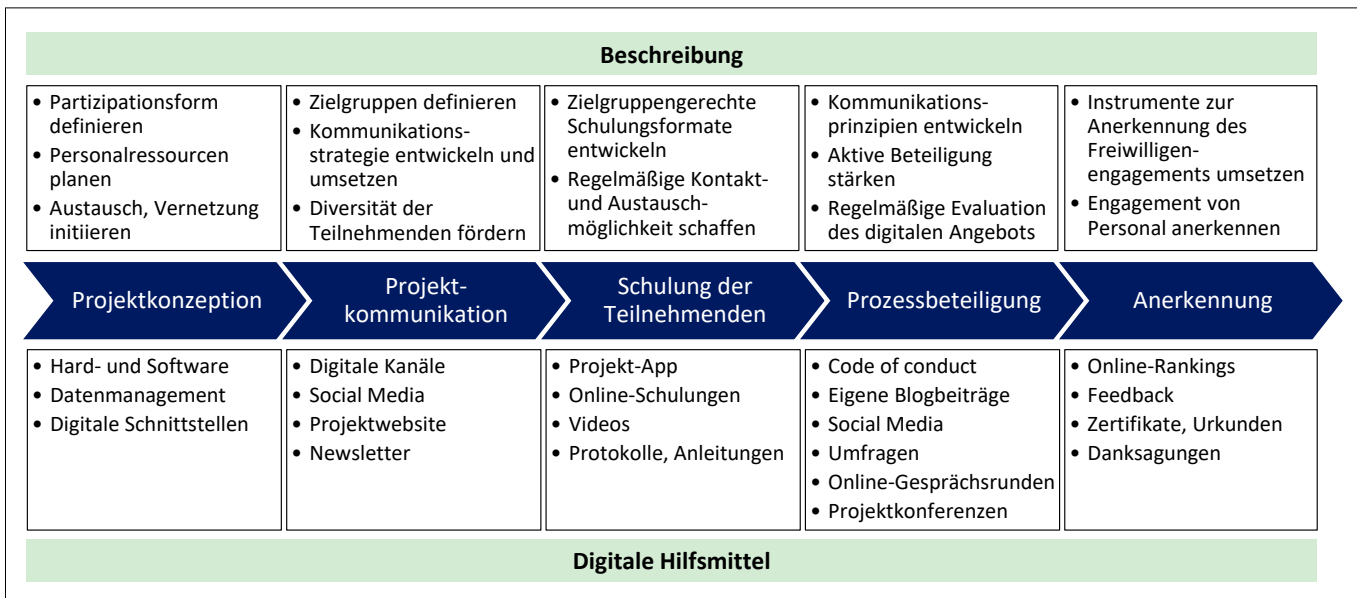 Beschreibung
• Partizipationsform
definieren
• Personalressourcen
planen
• Austausch, Vernetzung
initiieren
• Zielgruppen definieren
• Kommunikations-
strategie entwickeln und
umsetzen
• Diversität der
Teilnehmenden fördern
• Zielgruppengerechte
Schulungsformate
entwickeln
• Regelmäßige Kontakt-
und Austausch-
möglichkeit schaffen
• Kommunikations-
prinzipien entwickeln
• Aktive Beteiligung
stärken
• Regelmäßige Evaluation
des digitalen Angebots
• Instrumente zur
Anerkennung des
Freiwilligen-
engagements umsetzen
• Engagement von
Personal anerkennen
Projektkonzeption
Projekt-
kommunikation
Schulung der
Teilnehmenden
Prozessbeteiligung
Anerkennung
• Hard- und Software
• Datenmanagement
• Digitale Schnittstellen
• Digitale Kanäle
• Social Media
• Projektwebsite
• Newsletter
• Projekt-App
• Online-Schulungen
• Videos
• Protokolle, Anleitungen
• Code of conduct
• Eigene Blogbeiträge
• Social Media
• Umfragen
• Online-Gesprächsrunden
• Projektkonferenzen
• Online-Rankings
• Feedback
• Zertifikate, Urkunden
• Danksagungen
Digitale Hilfsmittel